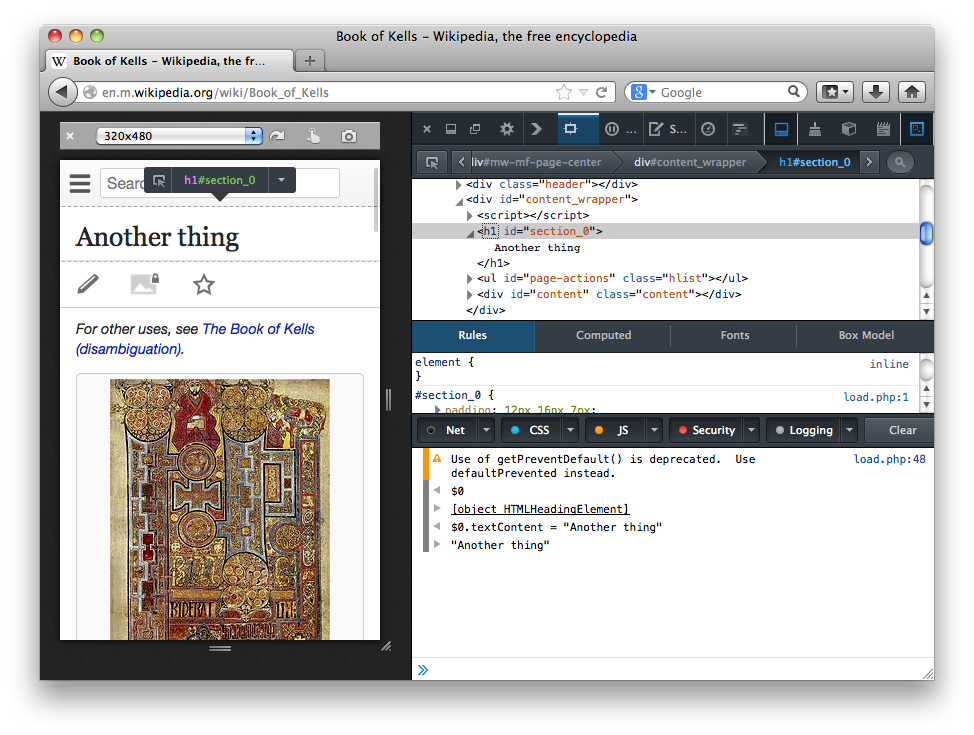 Book of Kells – Wikipedia, the free encyclopedia
W Book of Kells – Wikipedia, the fr...
en.m.wikipedia.org/wiki/Book_of_Kells
8 Google
320x480
Sear
h1#section_0
Another thing
For other uses, see The Book of Kells
(disambiguation).
BIDERAT
... S...
liv#mw-mf-page-center div#content_wrapper h1#section_0
<div class="header"></div>
<div id="content_wrapper">
<script></script>
<h1 id="section_0">
Another thing
</h1>
<ul id="page-actions" class="hlist"></ul>
<div id="content" class="content"></div>
</div>
Rules Computed Fonts Box Model
element { inline
}
#section_0 { load.php:1
padding: 12px 16px 7px;
Net CSS JS Security Logging Clear
Use of getPreventDefault() is deprecated. Use load.php:48
defaultPrevented instead.
$0
[object HTMLHeadingElement]
$0.textContent = "Another thing"
"Another thing"